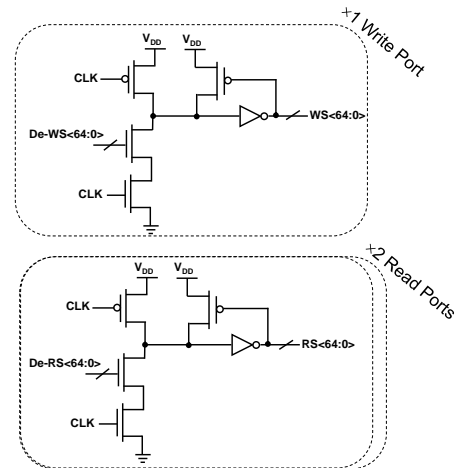 ×1 Write Port
VDD VDD
CLK
WS<64:0>
De-WS<64:0>
CLK
×2 Read Ports
VDD VDD
CLK
RS<64:0>
De-RS<64:0>
CLK